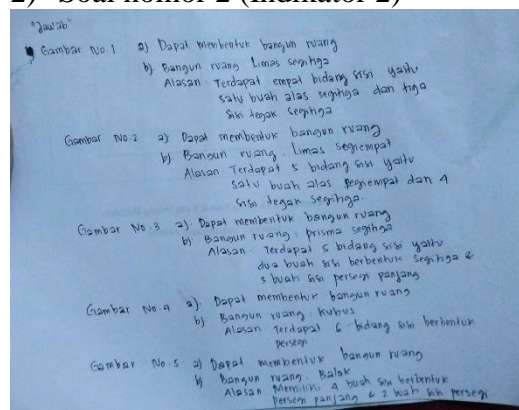 2) Soal nomor 2 (Indikator 2)
"Jawab"
Gambar No. 1 a) Dapat membentuk bangun ruang
b) Bangun ruang Limas segitiga
Alasan : Terdapat empat bidang sisi yaitu
satu buah alas segitiga dan tiga
sisi tegak segitiga.
Gambar No. 2 a) Dapat membentuk bangun ruang
b) Bangun ruang : Limas segiempat
Alasan Terdapat 5 bidang sisi yaitu
satu buah alas segiempat dan 4
sisi tegak segitiga.
Gambar No. 3 a). Dapat membentuk bangun ruang
b) Bangun ruang : prisma segitiga
Alasan : Terdapat 5 bidang sisi yaitu
dua buah sisi berbentuk segitiga &
3 buah sisi persegi panjang
Gambar No. 4 a). Dapat membentuk bangun ruang
b) Bangun ruang : Kubus
Alasan : Terdapat 6 bidang sisi berbentuk
persegi
Gambar No. 5 a) Dapat membentuk bangun ruang
b) Bangun ruang : Balok
Alasan Memiliki 4 buah sisi berbentuk
persegi panjang & 2 buah sisi persegi